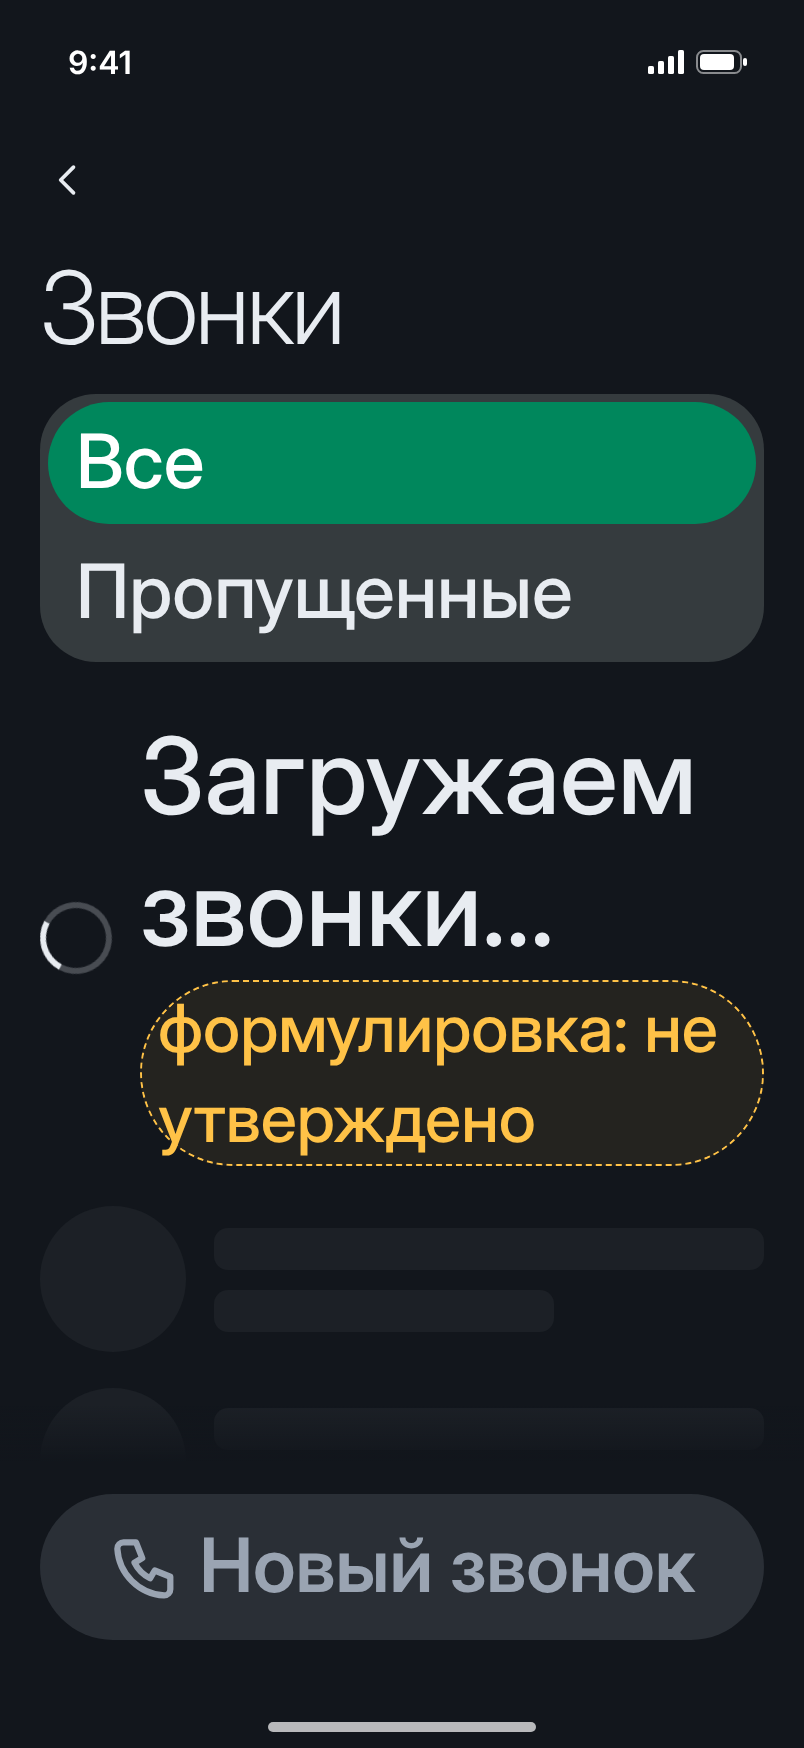 9:41
Звонки
Все
Пропущенные
Загружаем
звонки...
формулировка: не
утверждено
Новый звонок